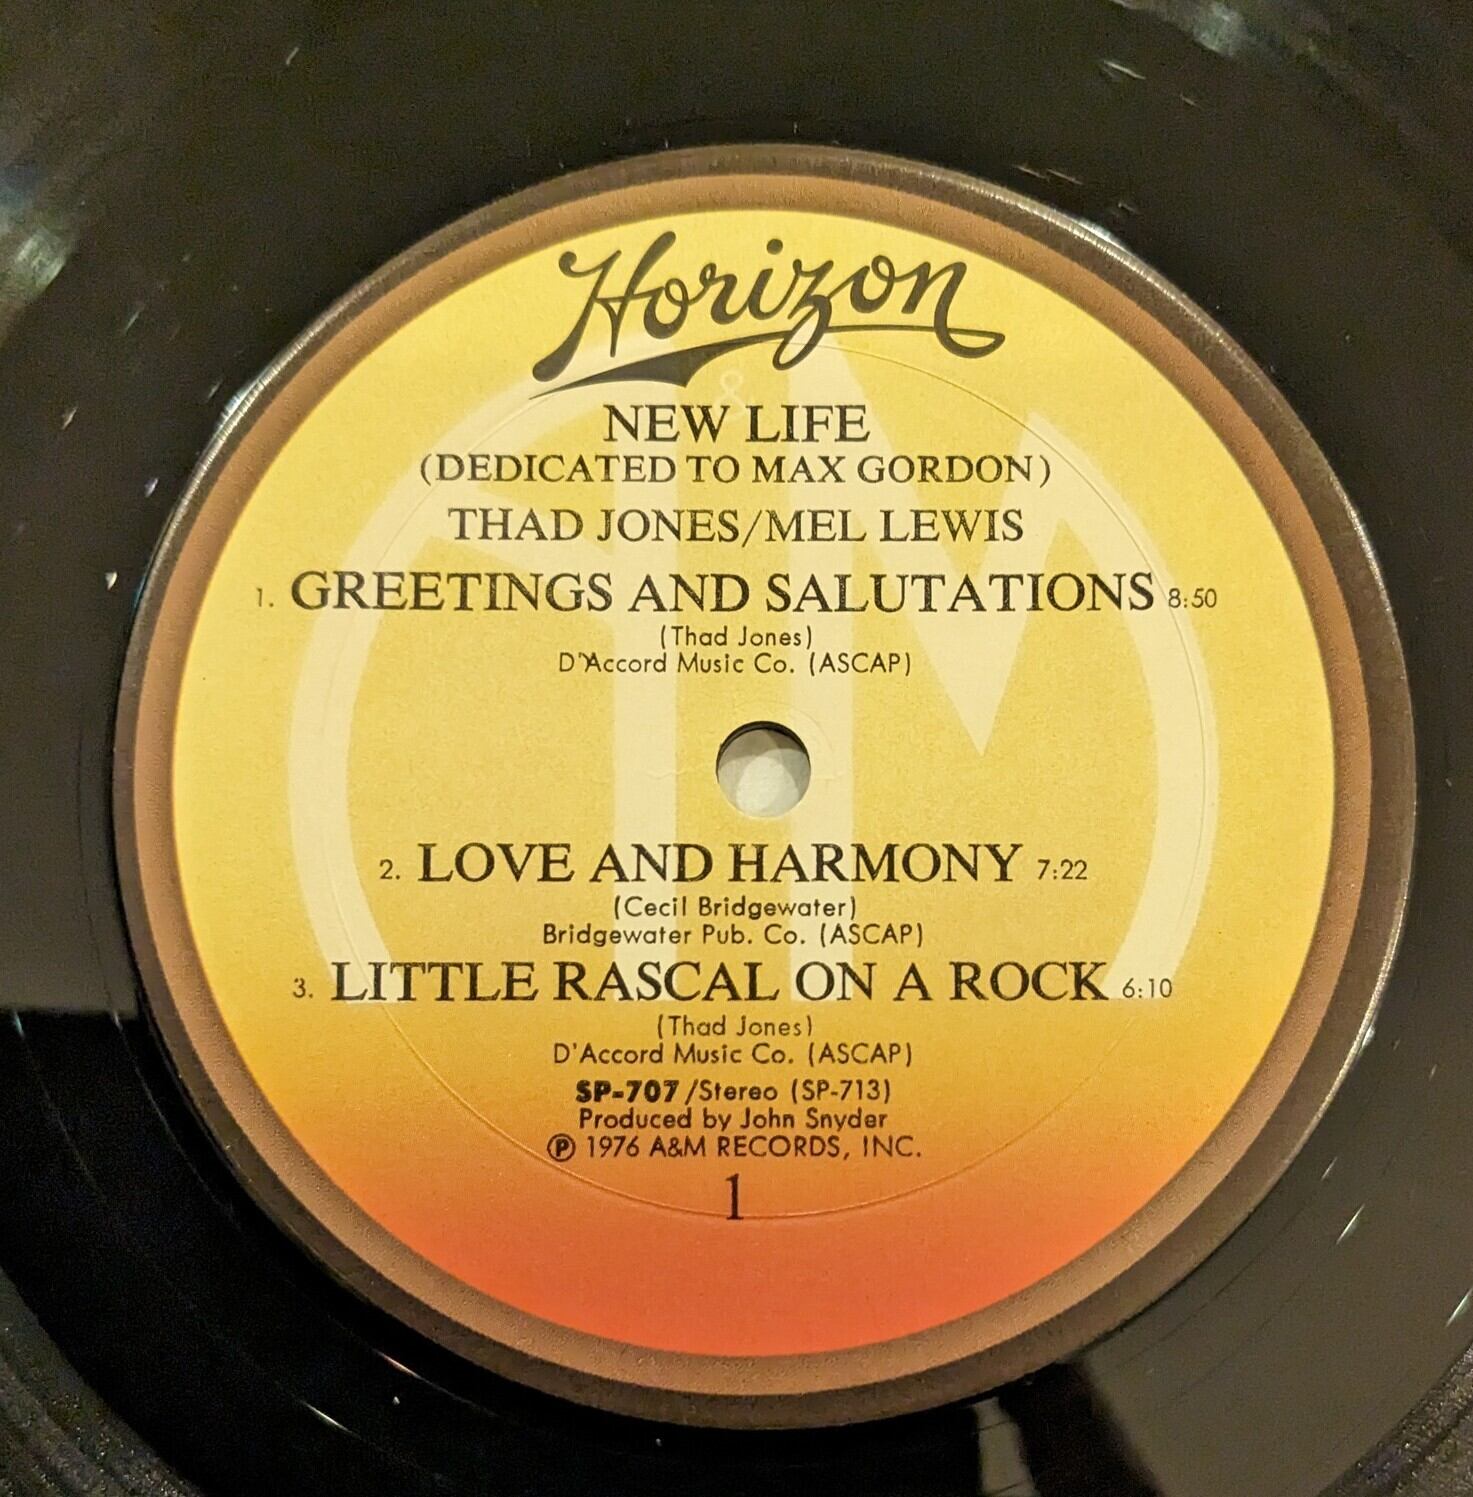 Horizon
&
NEW LIFE
(DEDICATED TO MAX GORDON)
THAD JONES/MEL LEWIS
1. GREETINGS AND SALUTATIONS 8:50
(Thad Jones)
D'Accord Music Co. (ASCAP)
2. LOVE AND HARMONY 7:22
(Cecil Bridgewater)
Bridgewater Pub. Co. (ASCAP)
3. LITTLE RASCAL ON A ROCK 6:10
(Thad Jones)
D'Accord Music Co. (ASCAP)
SP-707/Stereo (SP-713)
Produced by John Snyder
℗ 1976 A&M RECORDS, INC.
1
AM